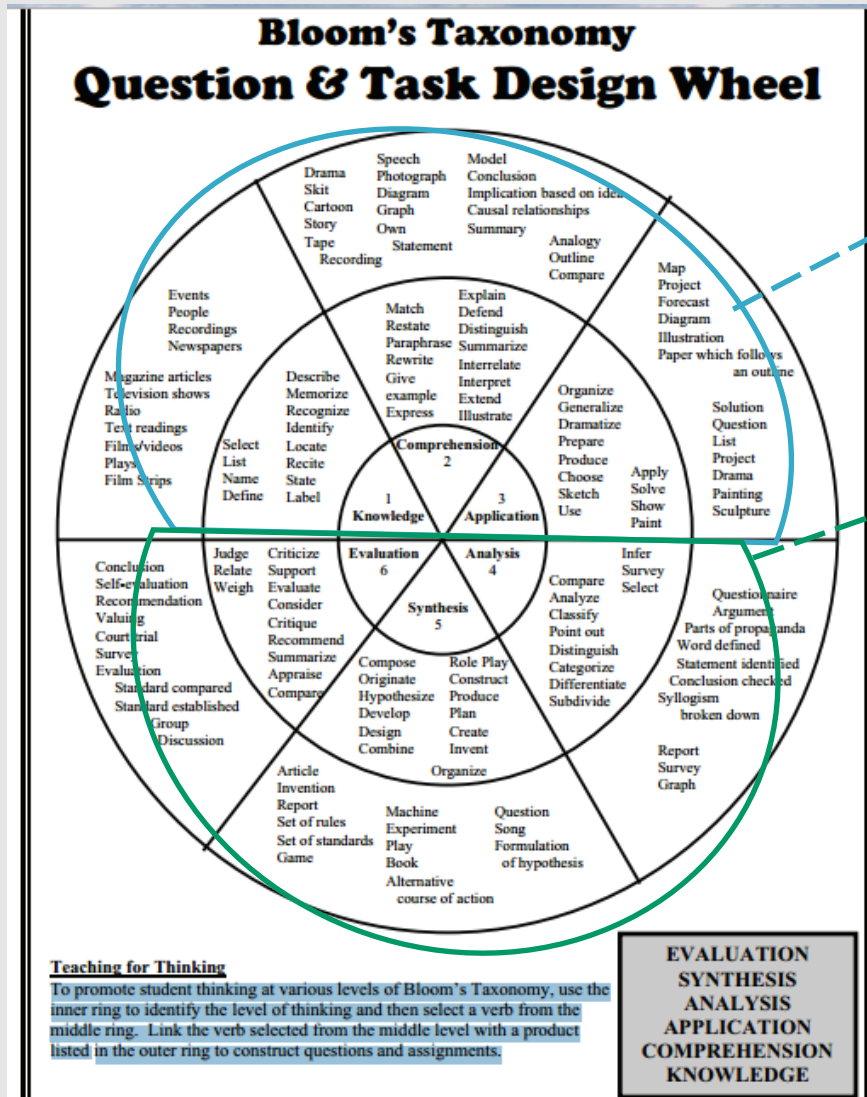 Bloom's Taxonomy
Question & Task Design Wheel
Drama
Skit
Cartoon
Story
Tape
Recording
Speech
Photograph
Diagram
Graph
Own
Statement
Model
Conclusion
Implication based on idea
Causal relationships
Summary
Analogy
Outline
Compare
Events
People
Recordings
Newspapers
Magazine articles
Television shows
Radio
Text readings
Films/videos
Plays
Film Strips
Describe
Memorize
Recognize
Identify
Locate
Recite
State
Label
Select
List
Name
Define
Match
Restate
Paraphrase
Rewrite
Give
example
Express
Explain
Defend
Distinguish
Summarize
Interrelate
Interpret
Extend
Illustrate
Map
Project
Forecast
Diagram
Illustration
Paper which follows
an outline
Solution
Question
List
Project
Drama
Painting
Sculpture
Organize
Generalize
Dramatize
Prepare
Produce
Choose
Sketch
Use
Apply
Solve
Show
Paint
Comprehension
2
1
Knowledge
3
Application
Evaluation
6
Analysis
4
Synthesis
5
Conclusion
Self-evaluation
Recommendation
Valuing
Court trial
Survey
Evaluation
Standard compared
Standard established
Group
Discussion
Judge
Relate
Weigh
Criticize
Support
Evaluate
Consider
Critique
Recommend
Summarize
Appraise
Compare
Compose
Originate
Hypothesize
Develop
Design
Combine
Role Play
Construct
Produce
Plan
Create
Invent
Organize
Infer
Survey
Select
Compare
Analyze
Classify
Point out
Distinguish
Categorize
Differentiate
Subdivide
Questionnaire
Argument
Parts of propaganda
Word defined
Statement identified
Conclusion checked
Syllogism
broken down
Report
Survey
Graph
Article
Invention
Report
Set of rules
Set of standards
Game
Machine
Experiment
Play
Book
Alternative
course of action
Question
Song
Formulation
of hypothesis
Teaching for Thinking
To promote student thinking at various levels of Bloom's Taxonomy, use the
inner ring to identify the level of thinking and then select a verb from the
middle ring. Link the verb selected from the middle level with a product
listed in the outer ring to construct questions and assignments.
EVALUATION
SYNTHESIS
ANALYSIS
APPLICATION
COMPREHENSION
KNOWLEDGE